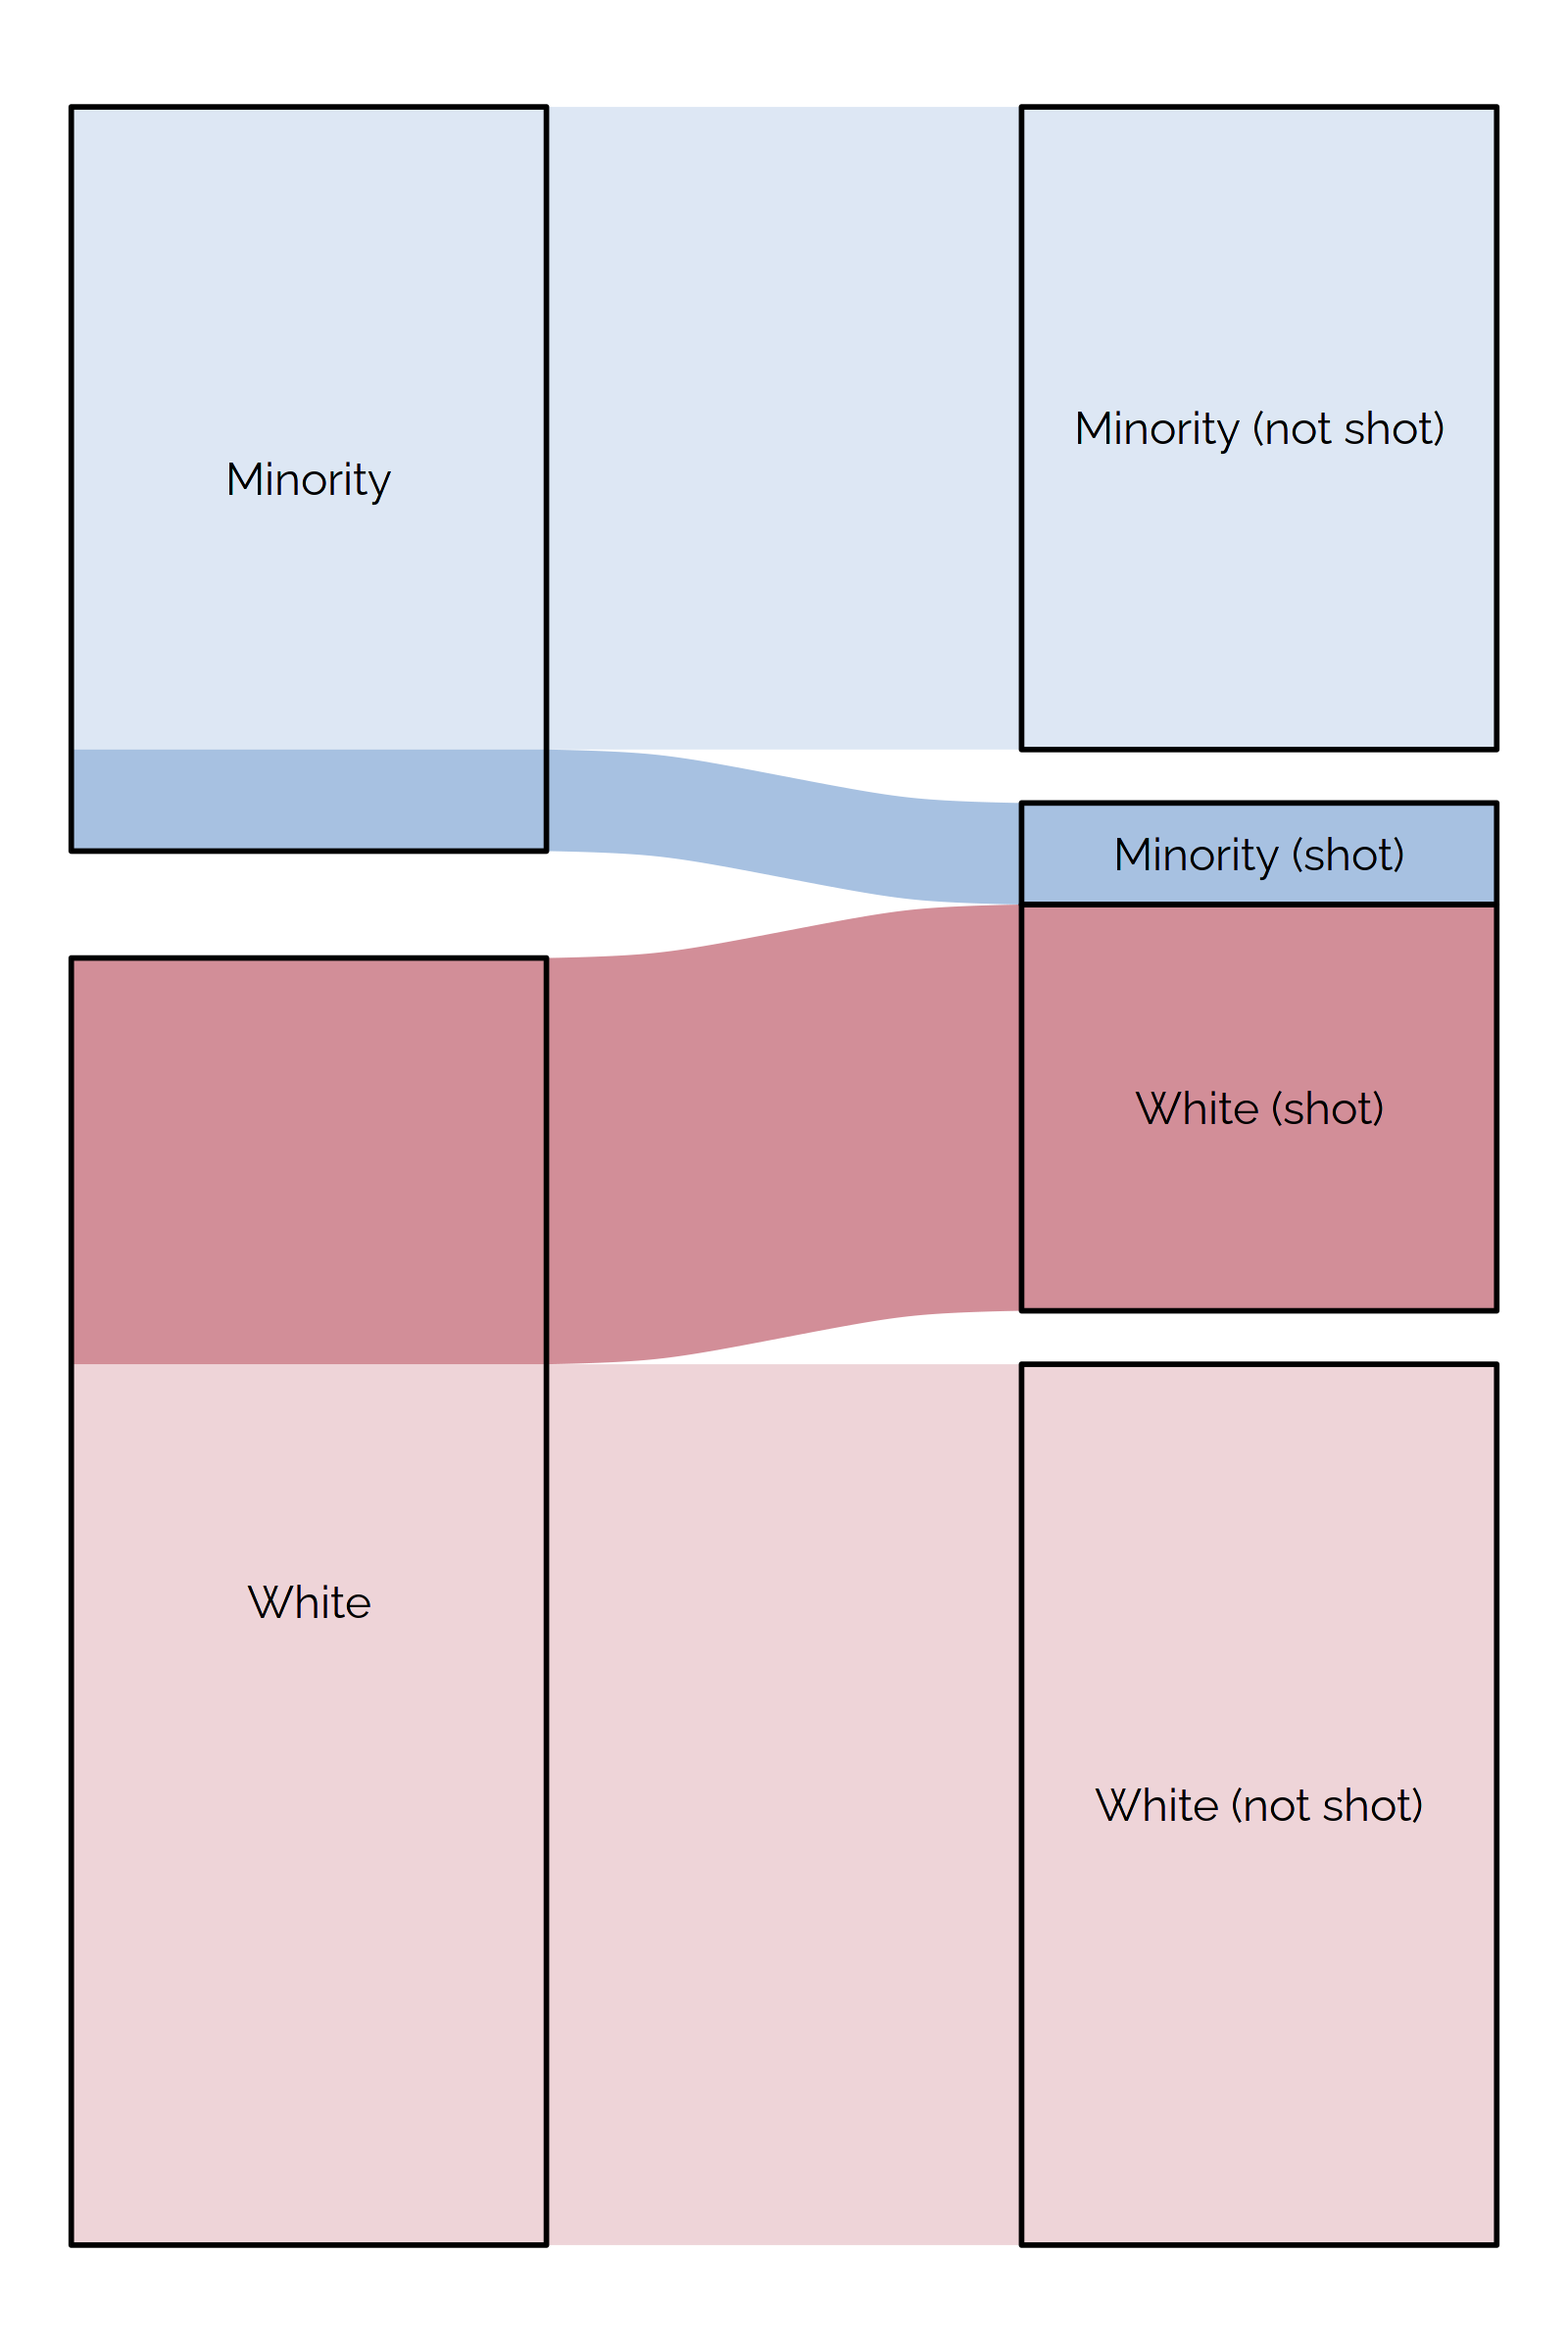 Minority
Minority (not shot)
Minority (shot)
White (shot)
White
White (not shot)